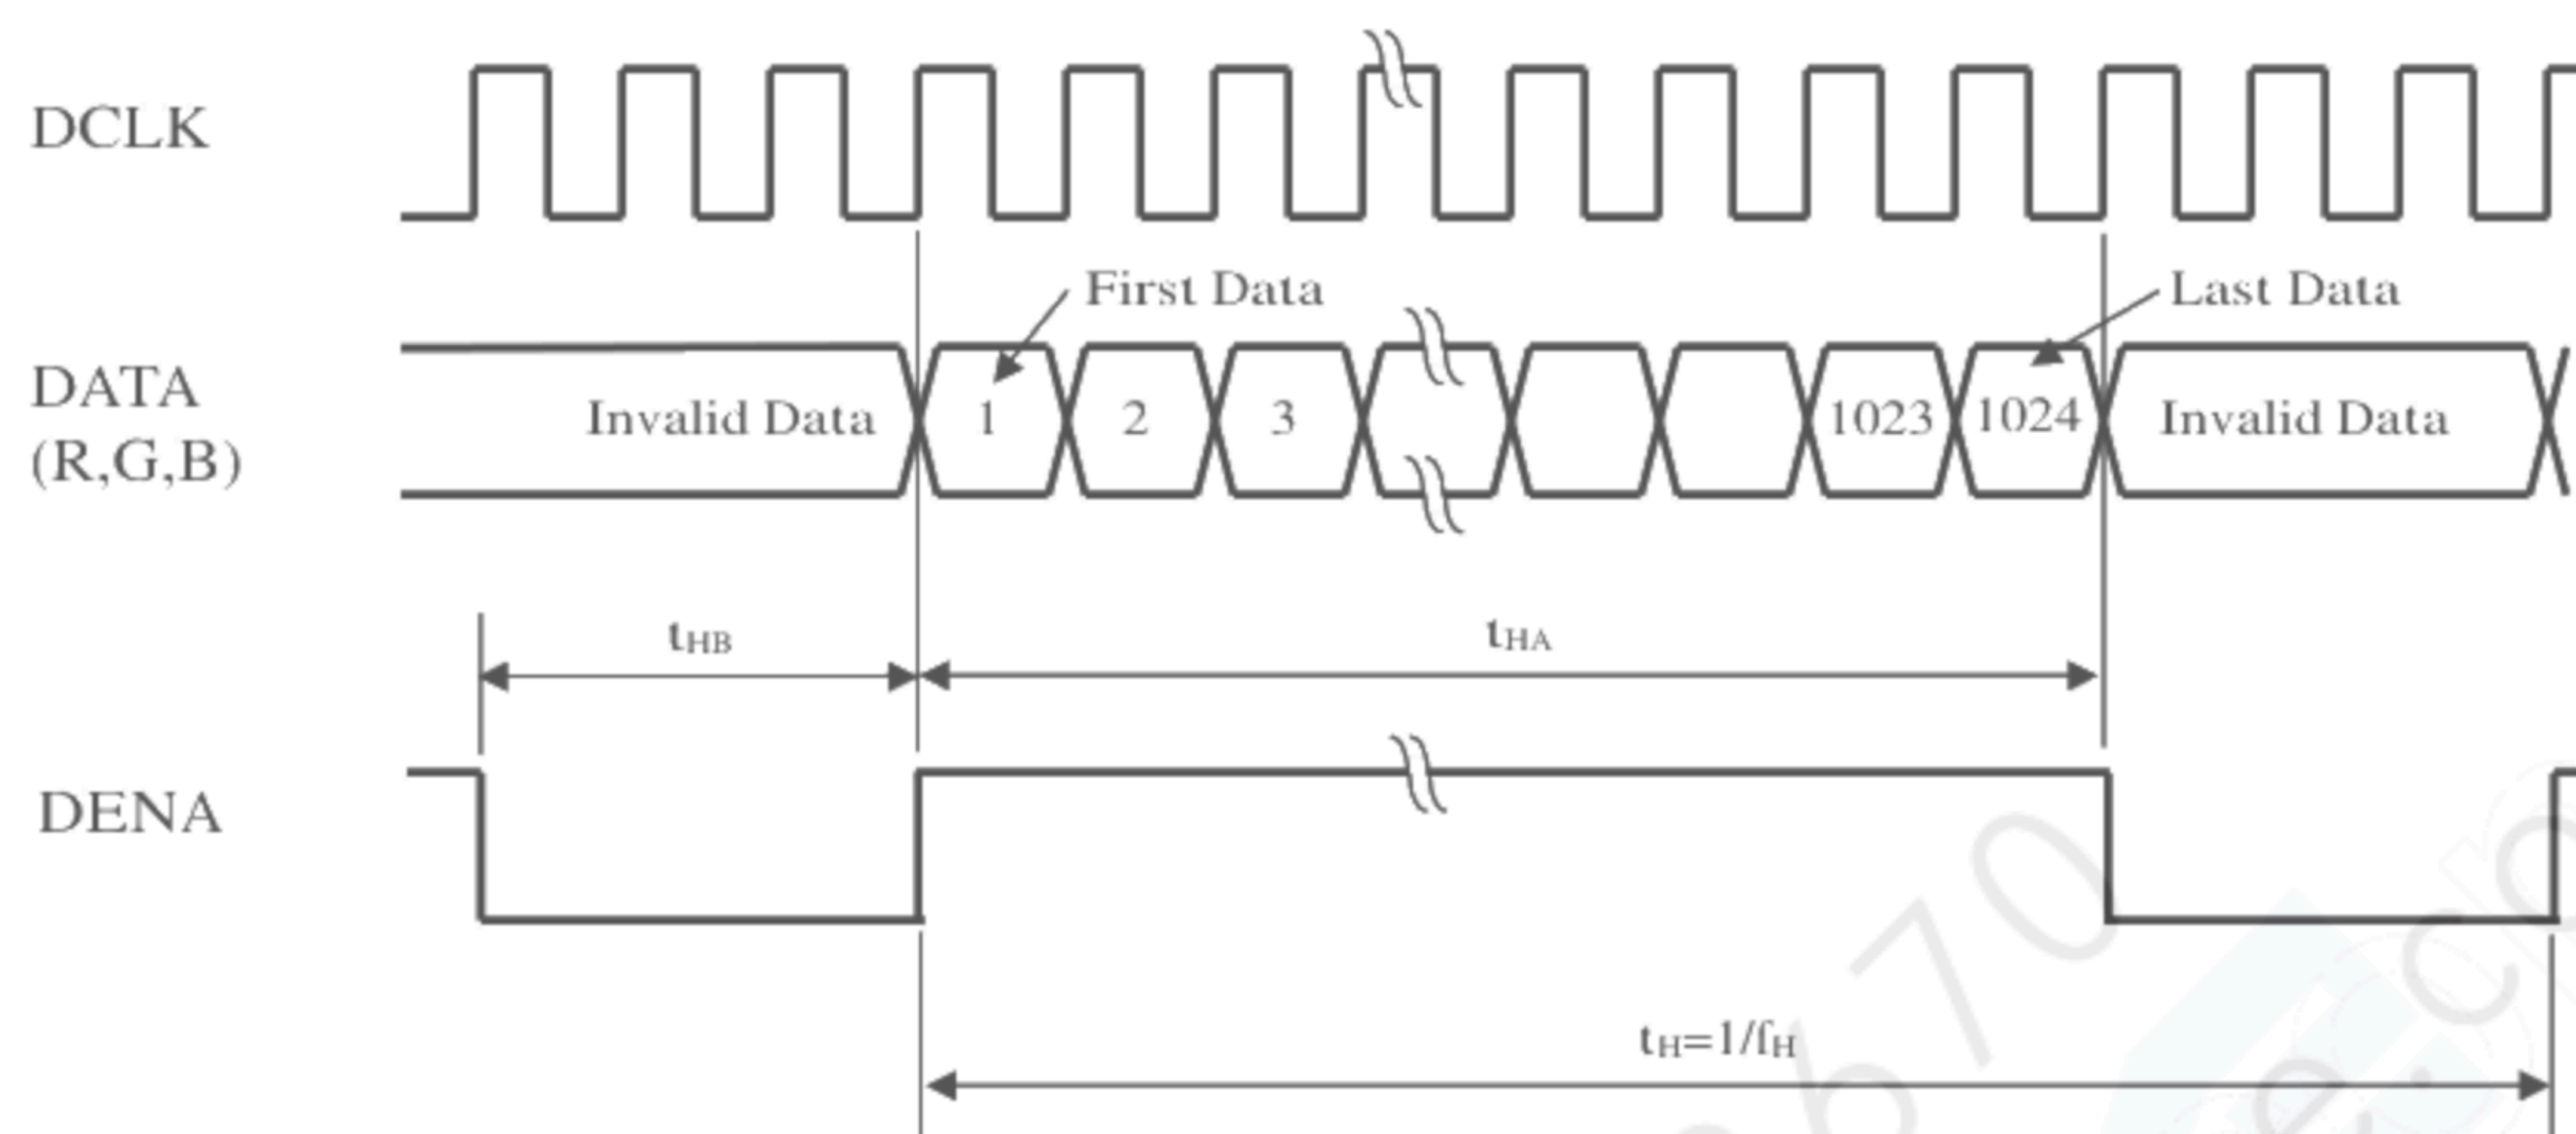 DCLK
First Data
Last Data
DATA
(R,G,B)
Invalid Data 1 2 3 1023 1024 Invalid Data
tHB tHA
DENA
tH=1/fH
670